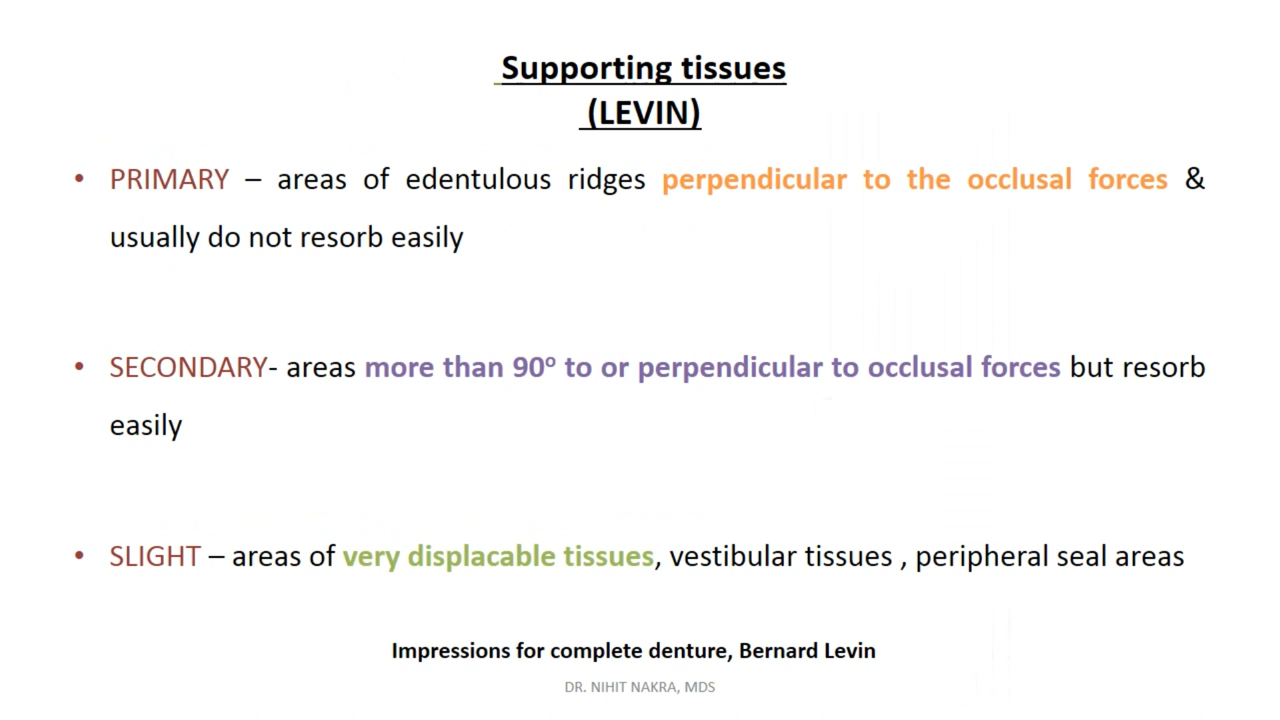 Supporting tissues
(LEVIN)
• PRIMARY – areas of edentulous ridges perpendicular to the occlusal forces &
usually do not resorb easily
• SECONDARY- areas more than 90º to or perpendicular to occlusal forces but resorb
easily
• SLIGHT – areas of very displacable tissues, vestibular tissues , peripheral seal areas
Impressions for complete denture, Bernard Levin
DR. NIHIT NAKRA, MDS